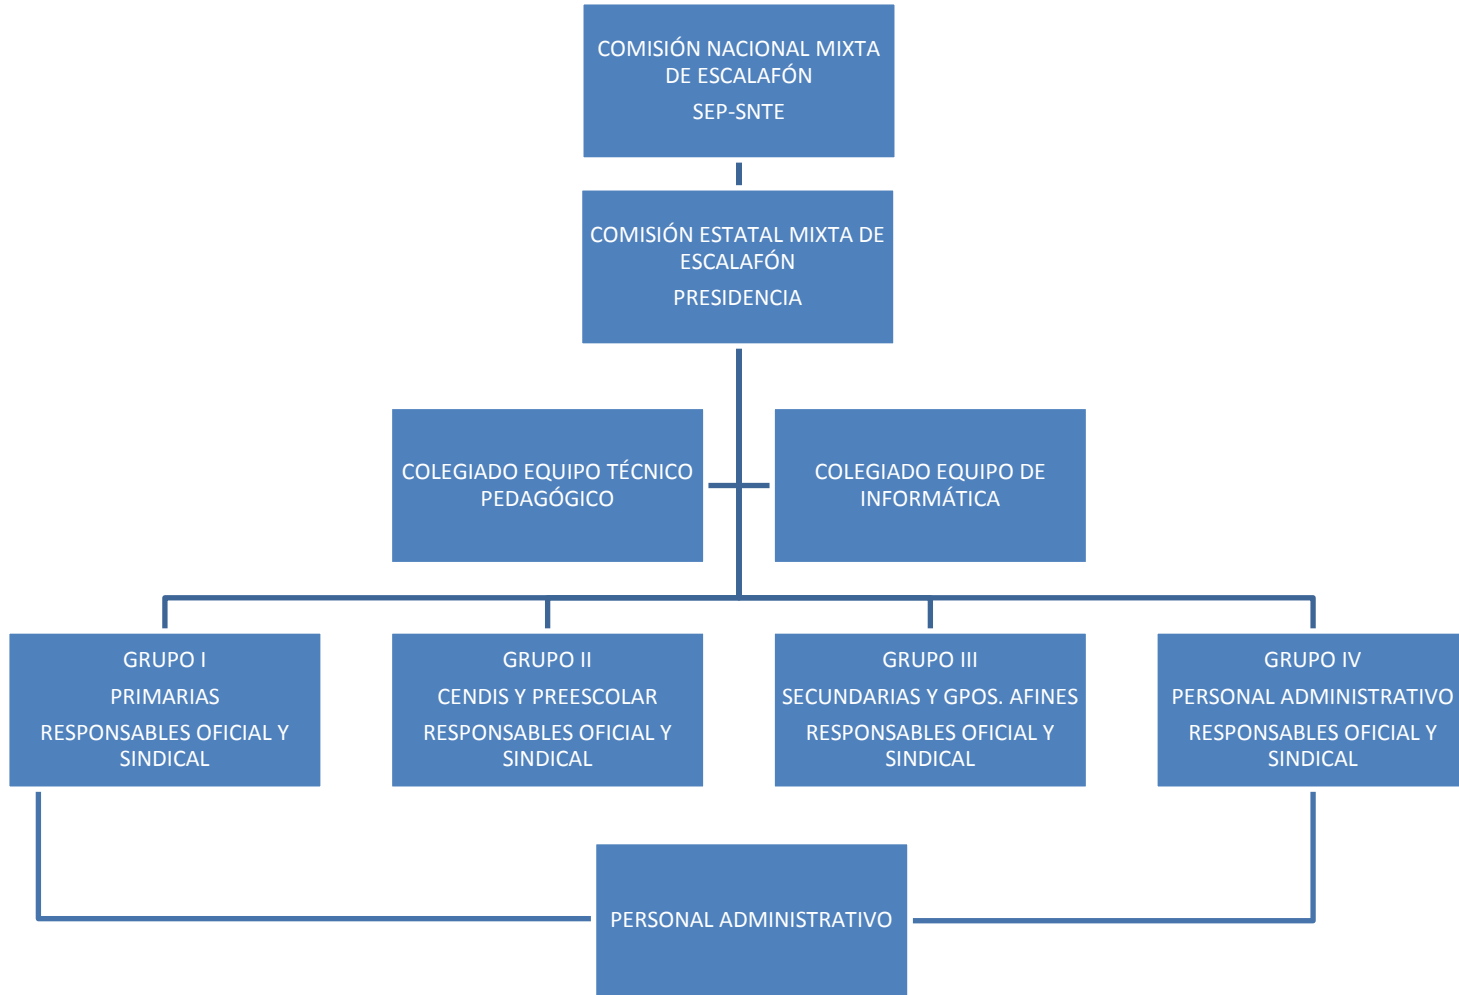 COMISIÓN NACIONAL MIXTA
DE ESCALAFÓN
SEP-SNTE
COMISIÓN ESTATAL MIXTA DE
ESCALAFÓN
PRESIDENCIA
COLEGIADO EQUIPO TÉCNICO
PEDAGÓGICO
COLEGIADO EQUIPO DE
INFORMÁTICA
GRUPO I
PRIMARIAS
RESPONSABLES OFICIAL Y
SINDICAL
GRUPO II
CENDIS Y PREESCOLAR
RESPONSABLES OFICIAL Y
SINDICAL
GRUPO III
SECUNDARIAS Y GPOS. AFINES
RESPONSABLES OFICIAL Y
SINDICAL
GRUPO IV
PERSONAL ADMINISTRATIVO
RESPONSABLES OFICIAL Y
SINDICAL
PERSONAL ADMINISTRATIVO